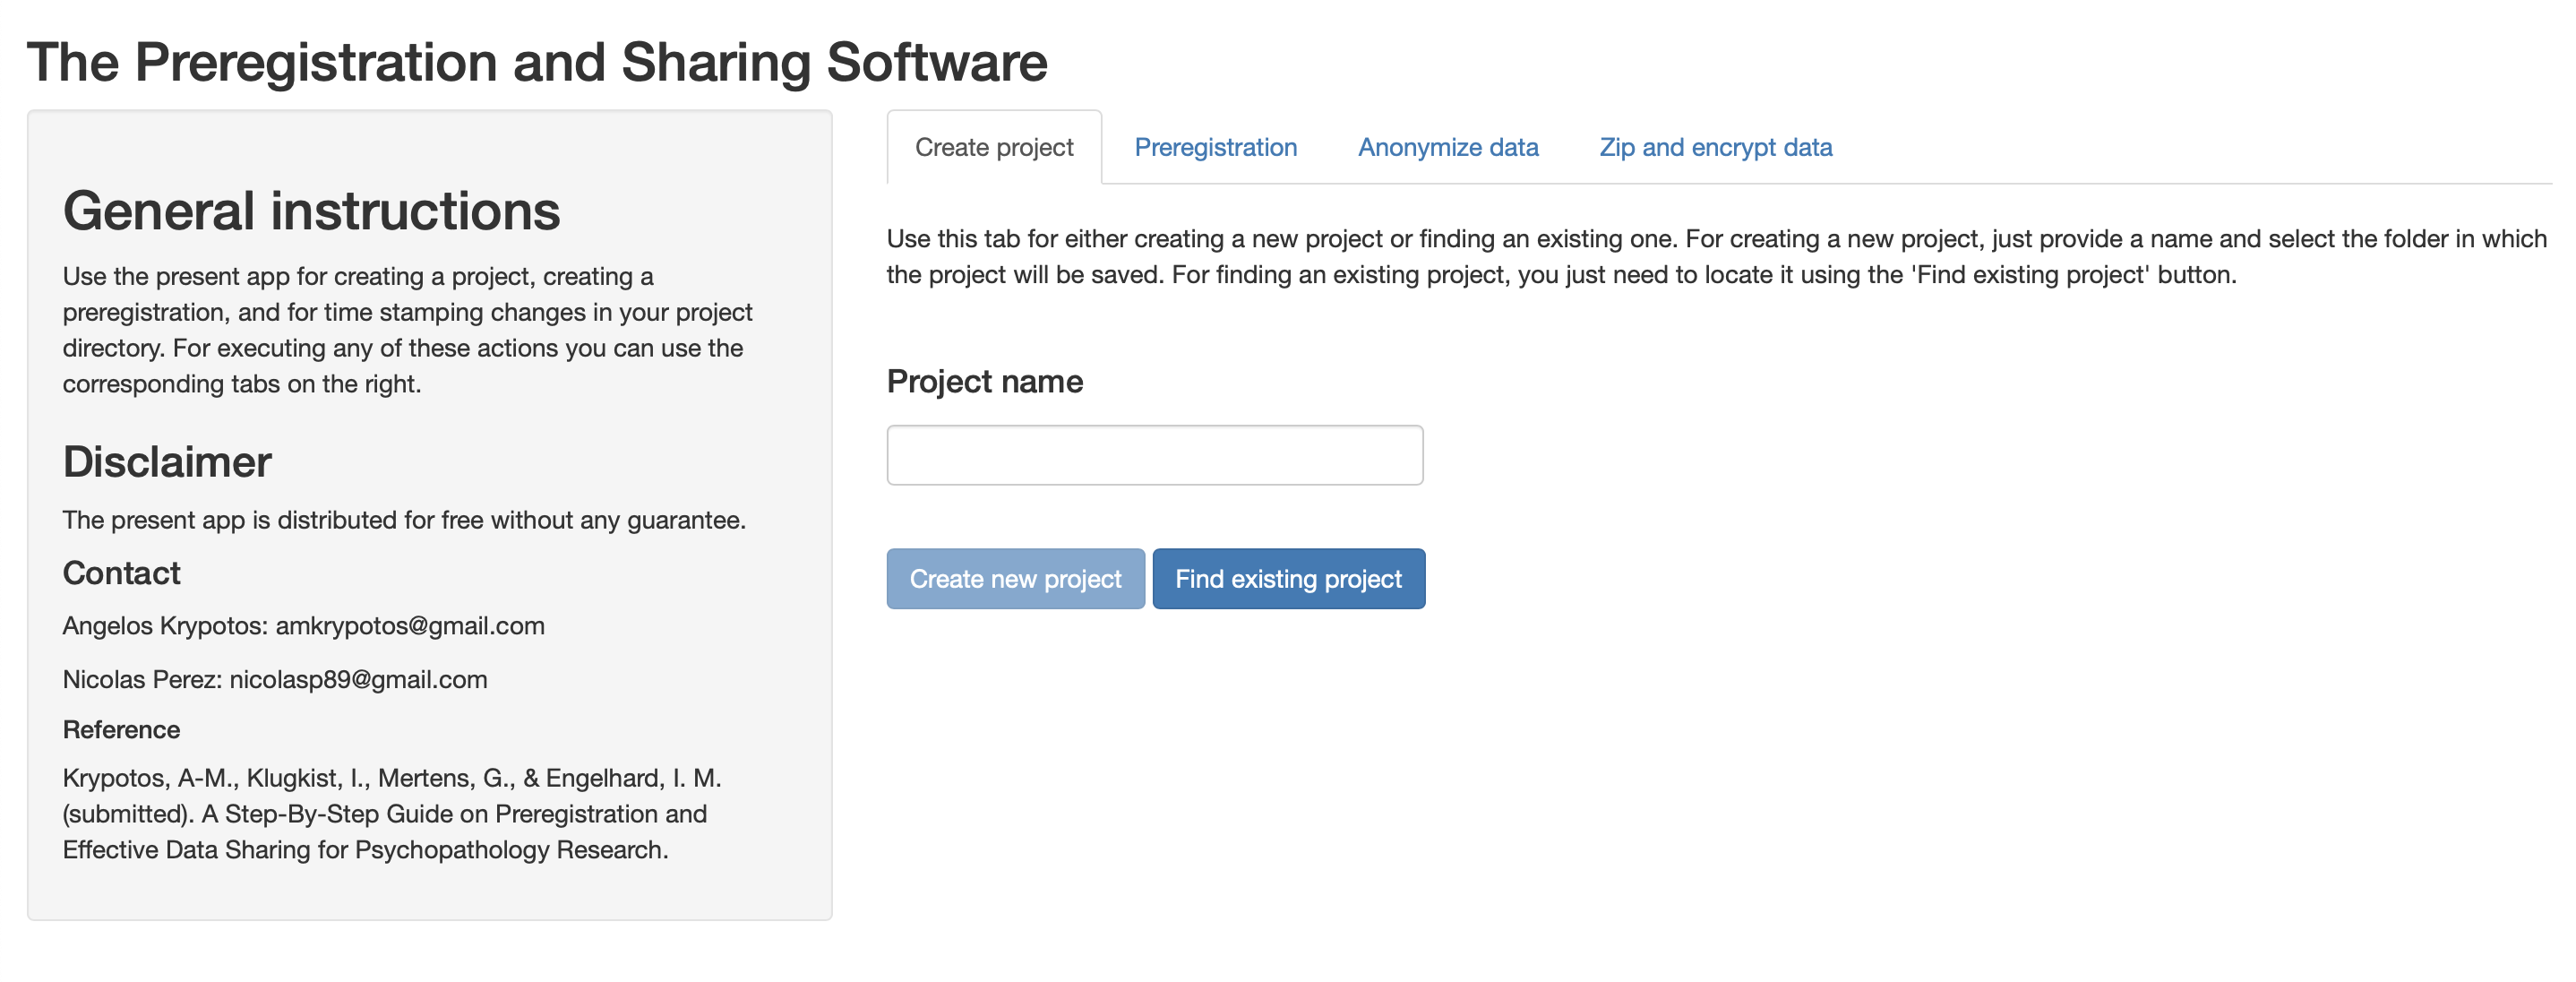 The Preregistration and Sharing Software
General instructions
Use the present app for creating a project, creating a
preregistration, and for time stamping changes in your project
directory. For executing any of these actions you can use the
corresponding tabs on the right.
Disclaimer
The present app is distributed for free without any guarantee.
Contact
Angelos Krypotos: amkrypotos@gmail.com
Nicolas Perez: nicolasp89@gmail.com
Reference
Krypotos, A-M., Klugkist, I., Mertens, G., & Engelhard, I. M.
(submitted). A Step-By-Step Guide on Preregistration and
Effective Data Sharing for Psychopathology Research.
Create project Preregistration Anonymize data Zip and encrypt data
Use this tab for either creating a new project or finding an existing one. For creating a new project, just provide a name and select the folder in which
the project will be saved. For finding an existing project, you just need to locate it using the 'Find existing project' button.
Project name
Create new project Find existing project